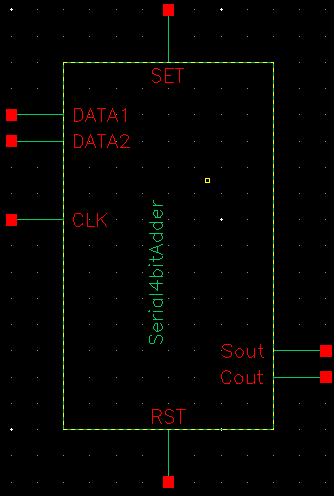 SET
DATA1
DATA2
CLK
Serial4bitAdder
Sout
Cout
RST